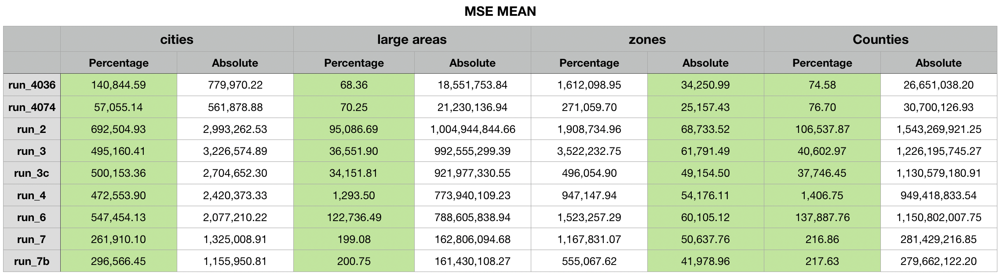 MSE MEAN
cities large areas zones Counties
Percentage Absolute Percentage Absolute Percentage Absolute Percentage Absolute
run_4036 140,844.59 779,970.22 68.36 18,551,753.84 1,612,098.95 34,250.99 74.58 26,651,038.20
run_4074 57,055.14 561,878.88 70.25 21,230,136.94 271,059.70 25,157.43 76.70 30,700,126.93
run_2 692,504.93 2,993,262.53 95,086.69 1,004,944,844.66 1,908,734.96 68,733.52 106,537.87 1,543,269,921.25
run_3 495,160.41 3,226,574.89 36,551.90 992,555,299.39 3,522,232.75 61,791.49 40,602.97 1,226,195,745.27
run_3c 500,153.36 2,704,652.30 34,151.81 921,977,330.55 496,054.90 49,154.50 37,746.45 1,130,579,180.91
run_4 472,553.90 2,420,373.33 1,293.50 773,940,109.23 947,147.94 54,176.11 1,406.75 949,418,833.54
run_6 547,454.13 2,077,210.22 122,736.49 788,605,838.94 1,523,257.29 60,105.12 137,887.76 1,150,802,007.75
run_7 261,910.10 1,325,008.91 199.08 162,806,094.68 1,167,831.07 50,637.76 216.86 281,429,216.85
run_7b 296,566.45 1,155,950.81 200.75 161,430,108.27 555,067.62 41,978.96 217.63 279,662,122.20